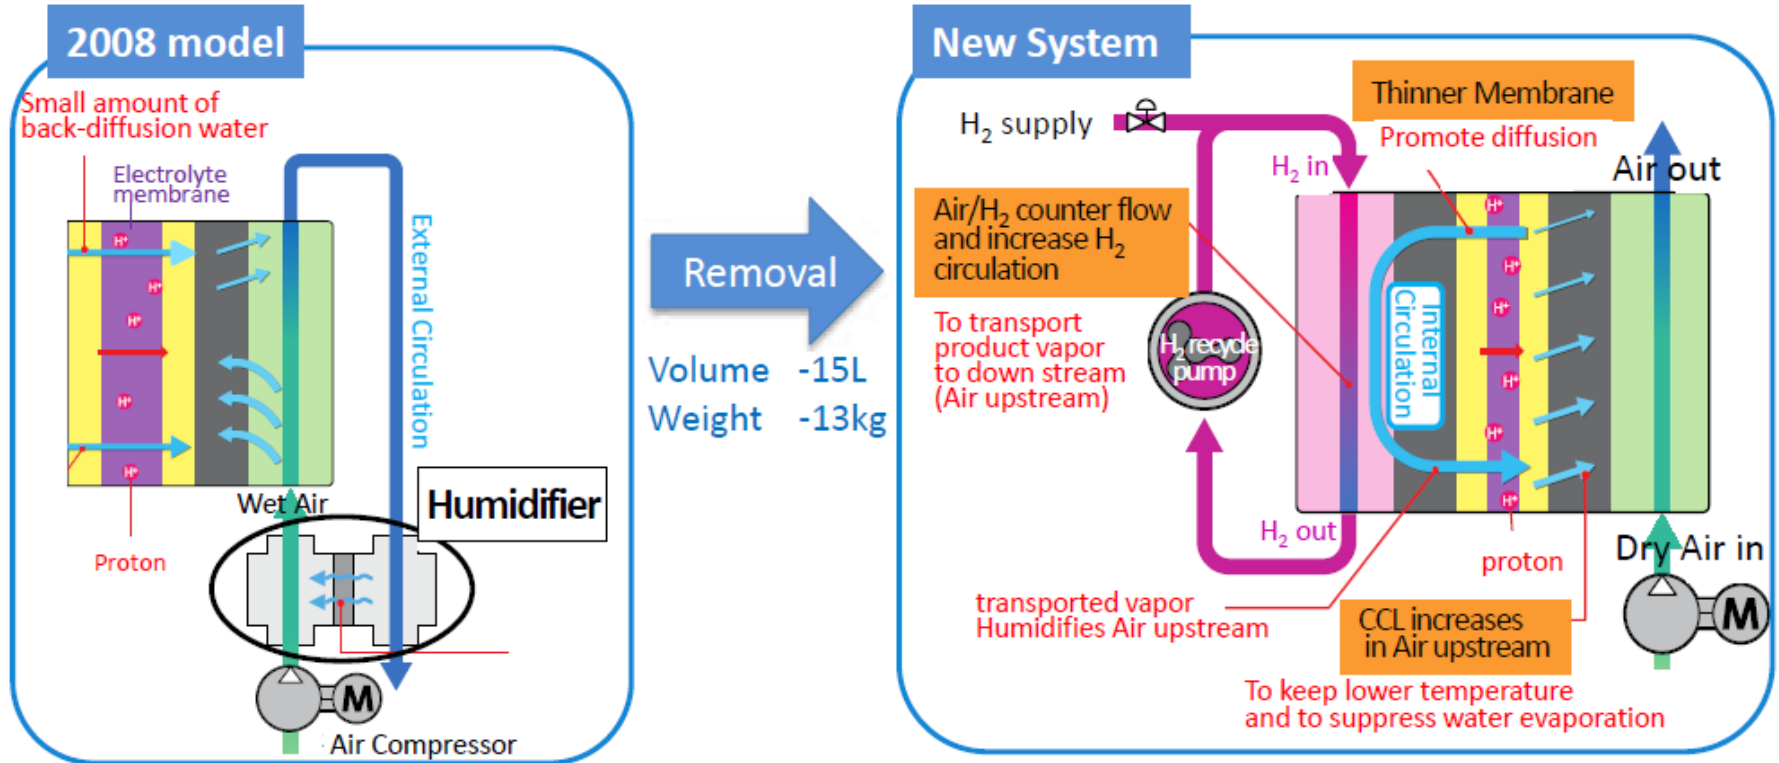 2008 model
Small amount of
back-diffusion water
Electrolyte
membrane
H⁺
H⁺
H⁺
H⁺
H⁺
External Circulation
Wet Air
Humidifier
Proton
M
Air Compressor
Removal
Volume -15L
Weight -13kg
New System
H₂ supply
Thinner Membrane
Promote diffusion
H₂ in
Air out
Air/H₂ counter flow
and increase H₂
circulation
To transport
product vapor
to down stream
(Air upstream)
H₂ recycle
pump
Internal
Circulation
H⁺
H⁺
H⁺
H⁺
H⁺
H⁺
H₂ out
proton
Dry Air in
transported vapor
Humidifies Air upstream
CCL increases
in Air upstream
M
To keep lower temperature
and to suppress water evaporation